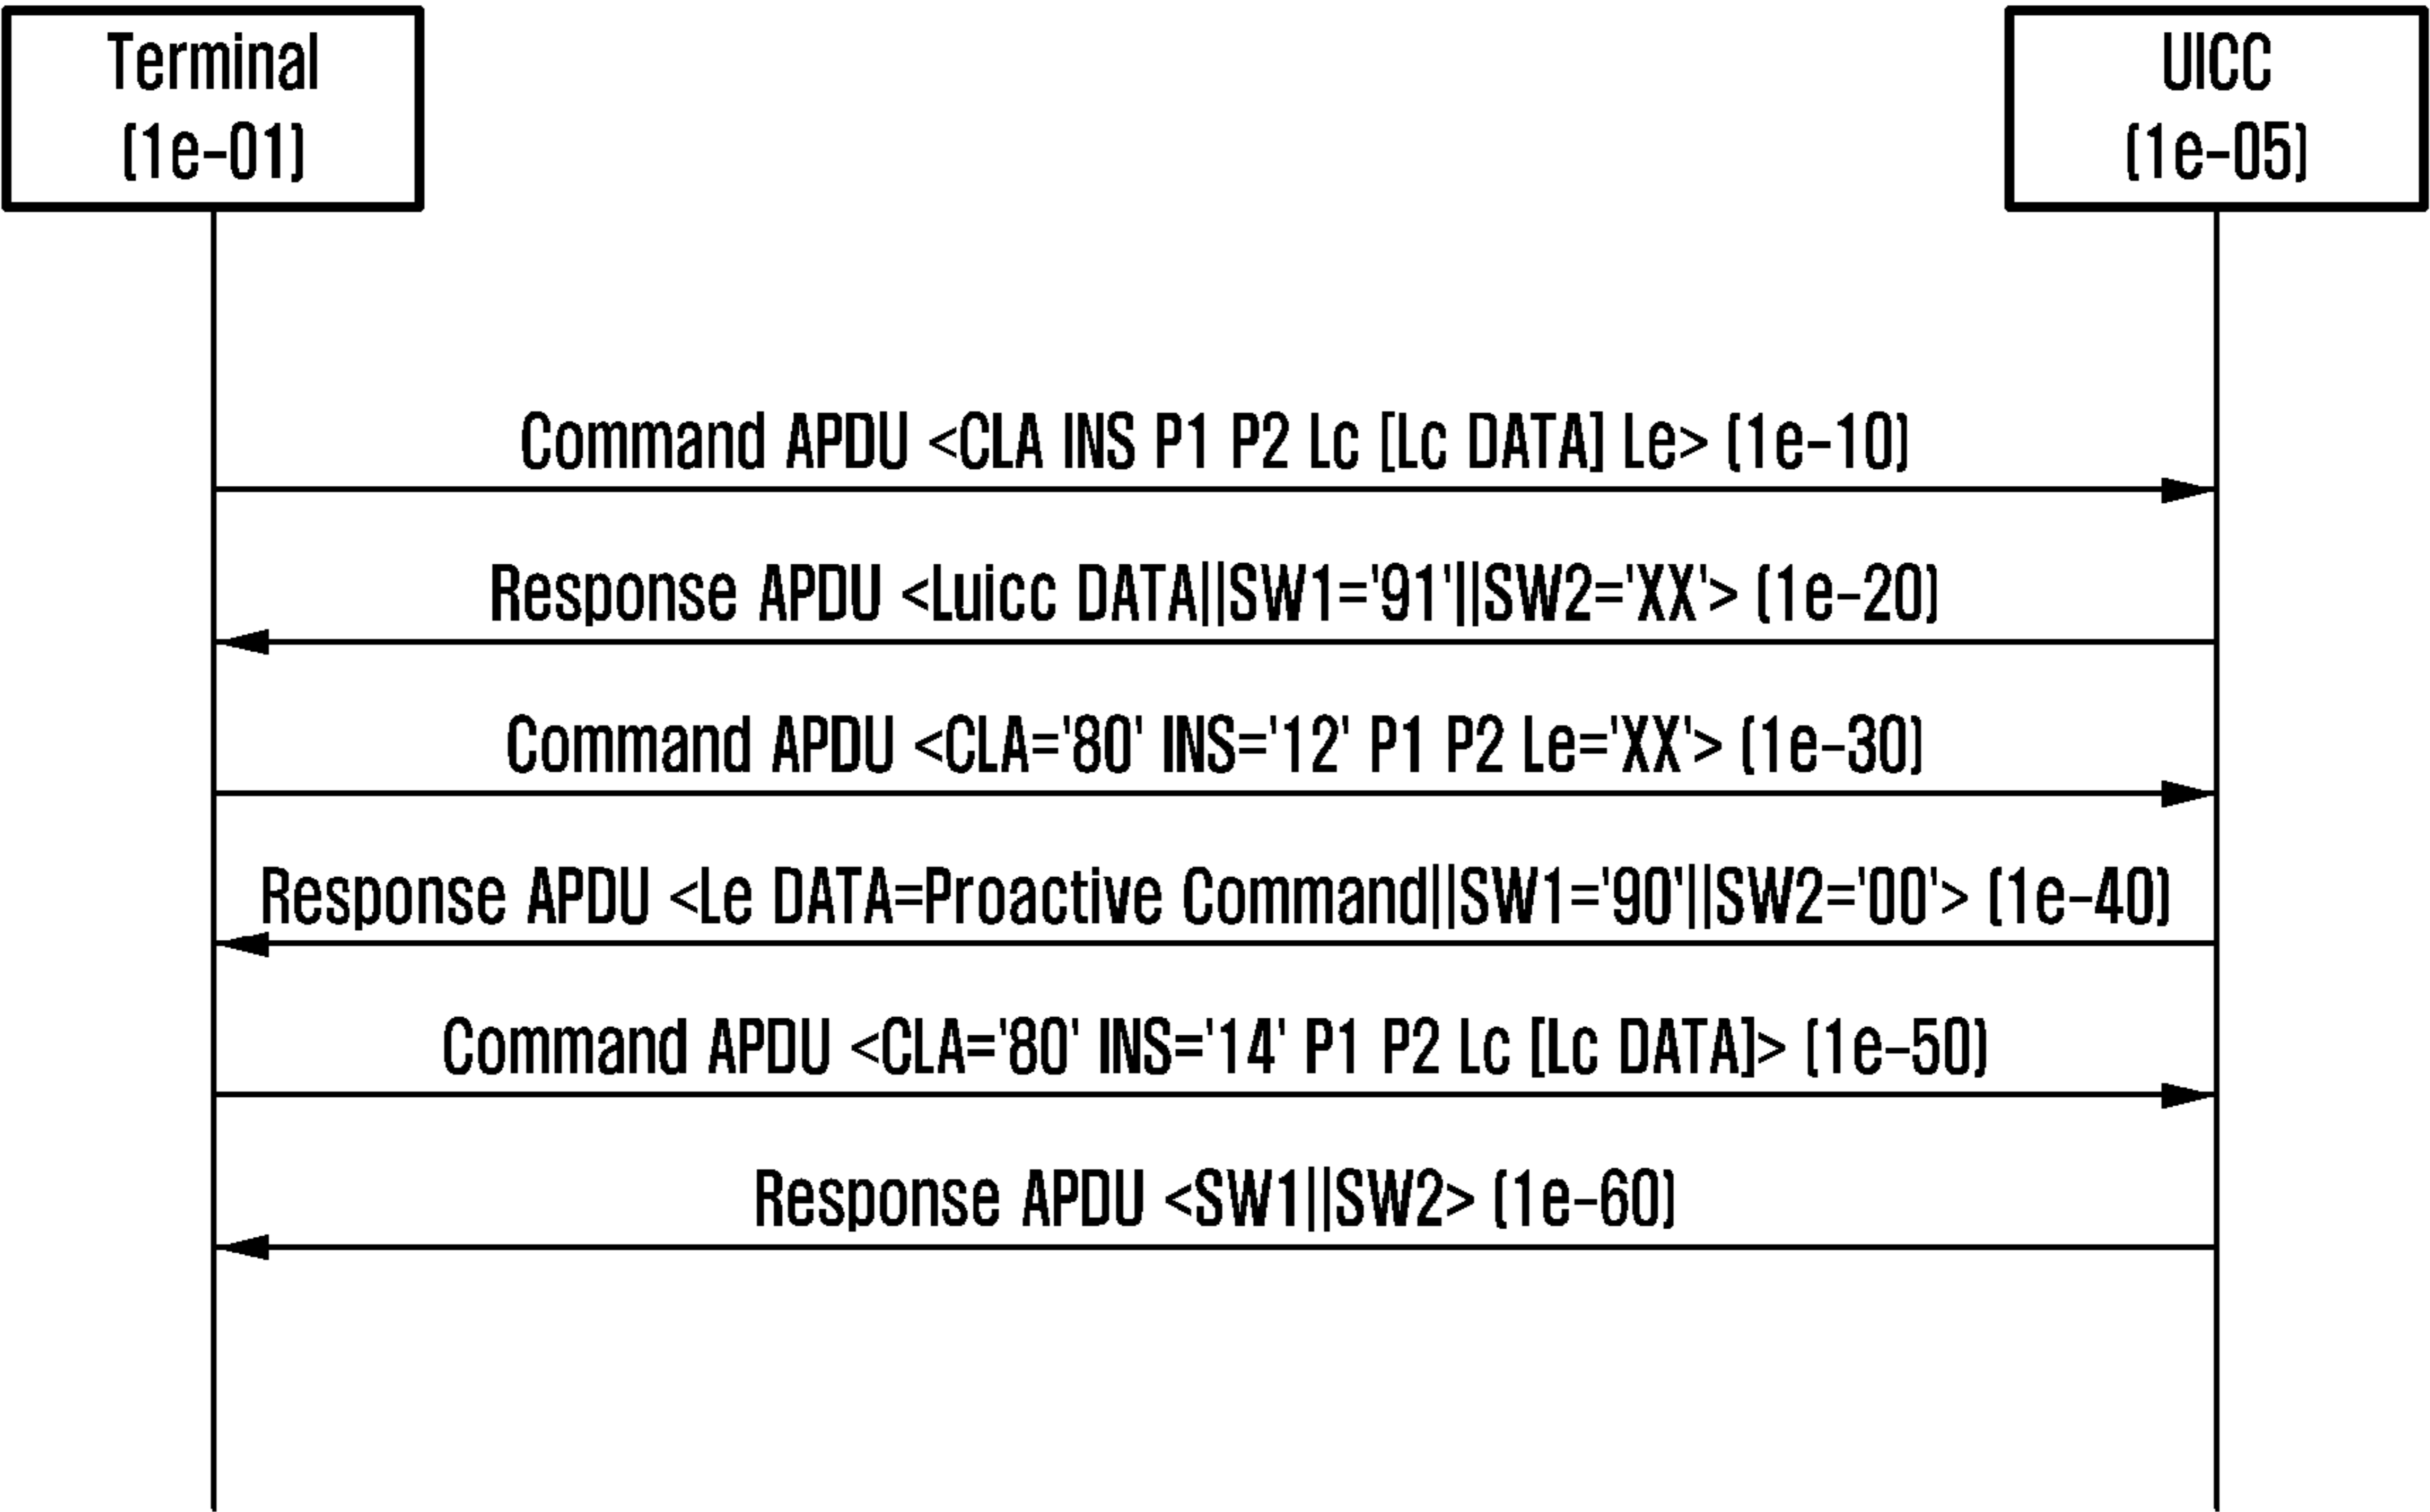 Terminal
(1e-01)
UICC
(1e-05)
Command APDU <CLA INS P1 P2 Lc [Lc DATA] Le> (1e-10)
Response APDU <Luicc DATA||SW1='91'||SW2='XX'> (1e-20)
Command APDU <CLA='80' INS='12' P1 P2 Le='XX'> (1e-30)
Response APDU <Le DATA=Proactive Command||SW1='90'||SW2='00'> (1e-40)
Command APDU <CLA='80' INS='14' P1 P2 Lc [Lc DATA]> (1e-50)
Response APDU <SW1||SW2> (1e-60)